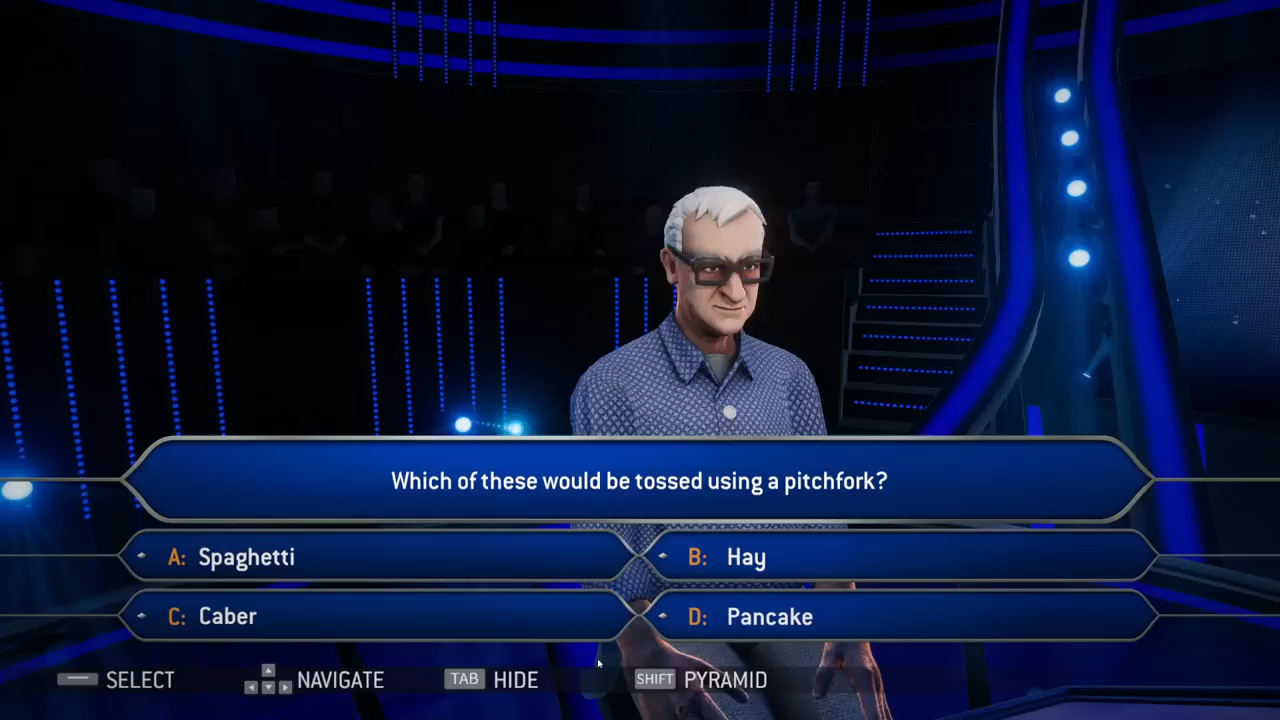 Which of these would be tossed using a pitchfork?
A: Spaghetti
B: Hay
C: Caber
D: Pancake
SELECT NAVIGATE TAB HIDE SHIFT PYRAMID